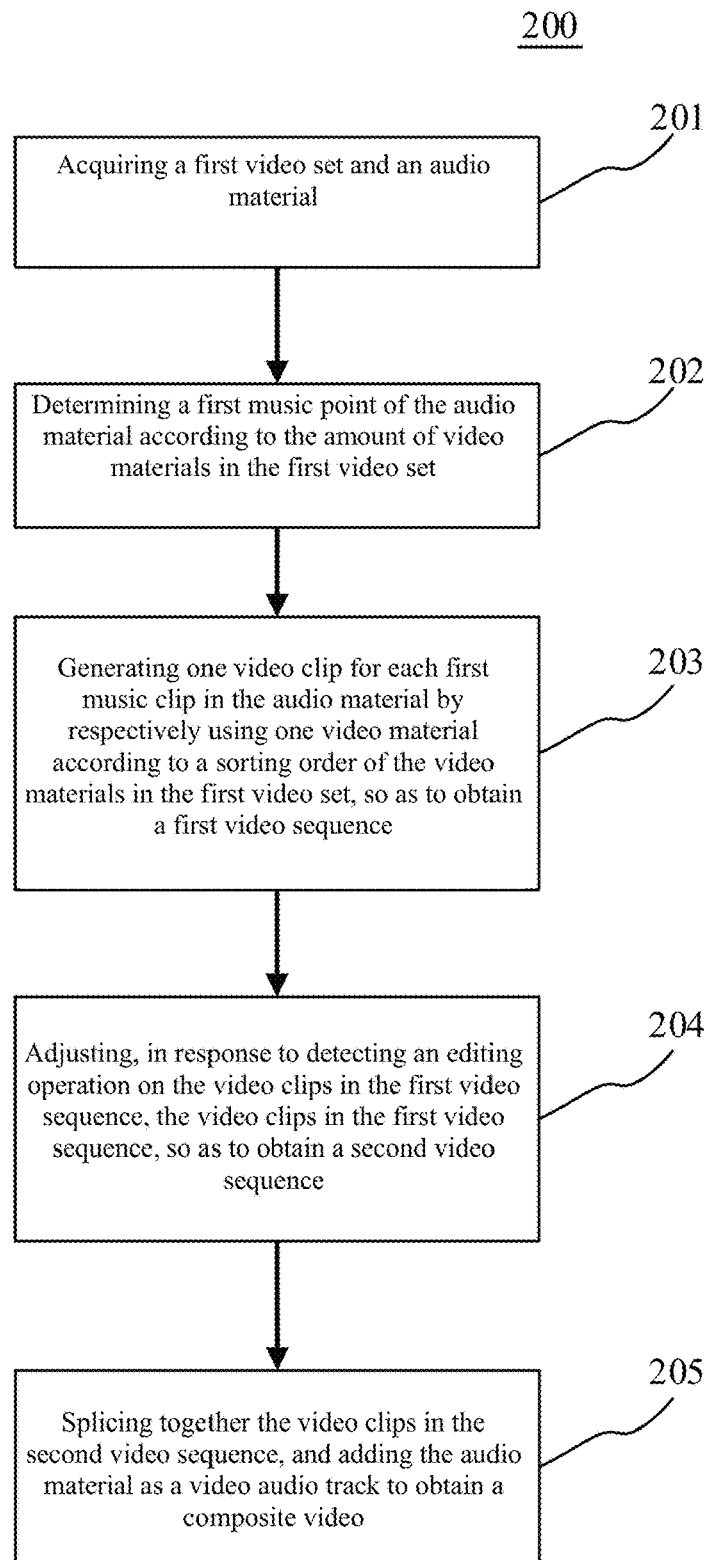 200
201
Acquiring a first video set and an audio
material
202
Determining a first music point of the audio
material according to the amount of video
materials in the first video set
203
Generating one video clip for each first
music clip in the audio material by
respectively using one video material
according to a sorting order of the video
materials in the first video set, so as to obtain
a first video sequence
204
Adjusting, in response to detecting an editing
operation on the video clips in the first video
sequence, the video clips in the first video
sequence, so as to obtain a second video
sequence
205
Splicing together the video clips in the
second video sequence, and adding the audio
material as a video audio track to obtain a
composite video